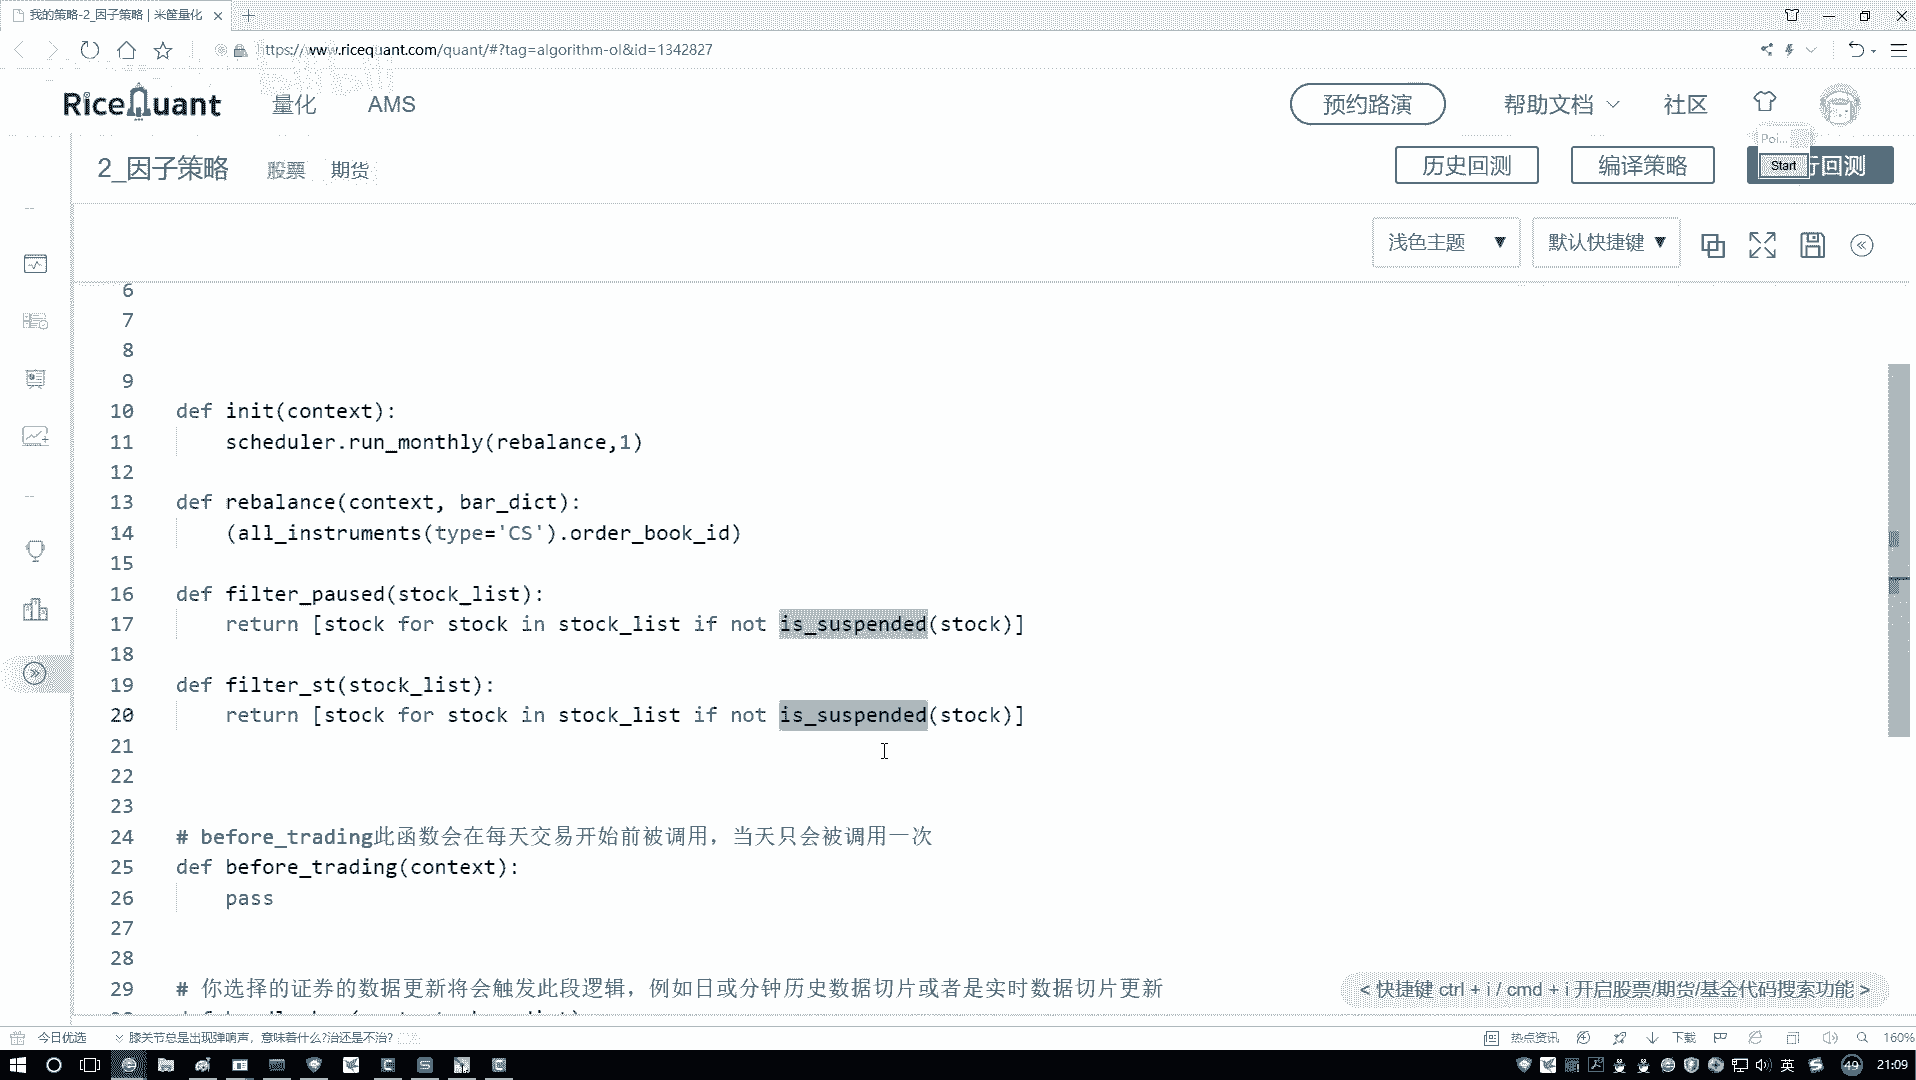 我的策略-2_因子策略 | 米筐量化
https://www.ricequant.com/quant/#?tag=algorithm-ol&id=1342827
RiceQuant 量化 AMS 预约路演 帮助文档 社区
Poi...
2_因子策略 股票 期货 历史回测 编译策略 Start 行回测
浅色主题 ▼ 默认快捷键 ▼
6
7
8
9
10 def init(context):
11 scheduler.run_monthly(rebalance,1)
12
13 def rebalance(context, bar_dict):
14 (all_instruments(type='CS').order_book_id)
15
16 def filter_paused(stock_list):
17 return [stock for stock in stock_list if not is_suspended(stock)]
18
19 def filter_st(stock_list):
20 return [stock for stock in stock_list if not is_suspended(stock)]
21
22
23
24 # before_trading此函数会在每天交易开始前被调用，当天只会被调用一次
25 def before_trading(context):
26 pass
27
28
29 # 你选择的证券的数据更新将会触发此段逻辑，例如日或分钟历史数据切片或者是实时数据切片更新
< 快捷键 ctrl + i / cmd + i 开启股票/期货/基金代码搜索功能 >
今日优选 膝关节总是出现弹响声，意味着什么?治还是不治? 热点资讯 下载 160%
英 49 21:09